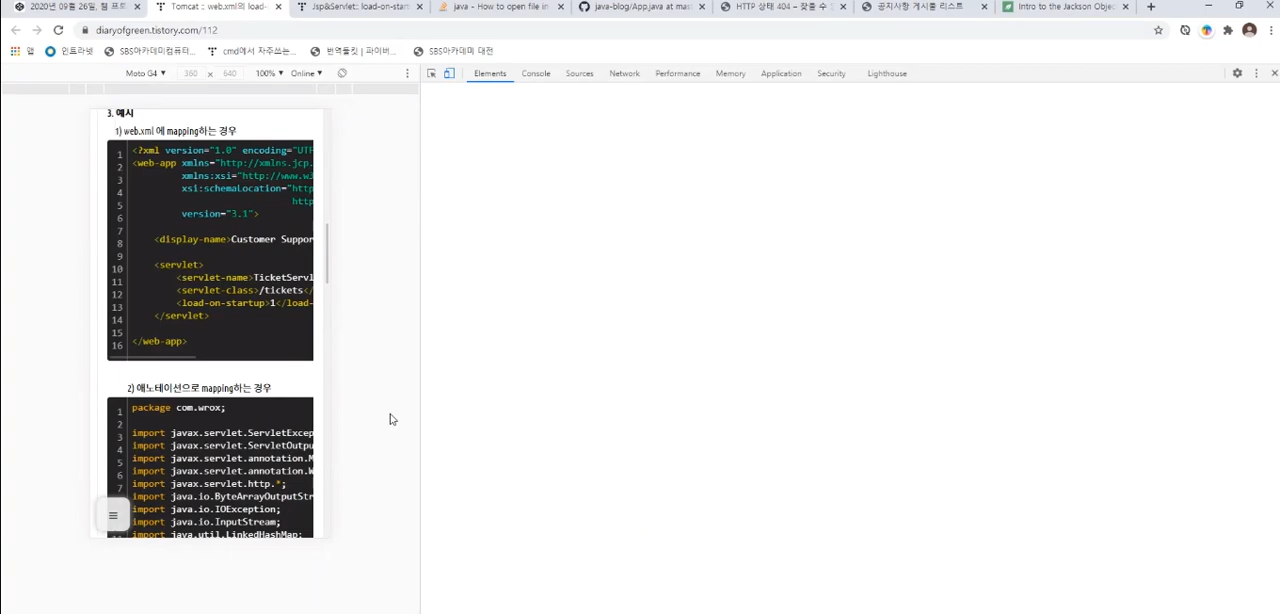 2020년 09월 26일, 웹 프로
Tomcat :: web.xml의 load-
Jsp&Servlet:: load-on-star
java - How to open file in
java-blog/App.java at mast
HTTP 상태 404 – 찾을 수
공지사항 게시물 리스트
Intro to the Jackson Objec
diaryofgreen.tistory.com/112
앱 인트라넷 SBS아카데미컴퓨터... cmd에서 자주쓰는... 번역둘킷 | 파이버... SBS아카데미 대전
Moto G4 ▼ 360 x 640 100% ▼ Online ▼
Elements Console Sources Network Performance Memory Application Security Lighthouse
3. 예시
1) web.xml 에 mapping하는 경우
1 <?xml version="1.0" encoding="UTF
2 <web-app xmlns="http://xmlns.jcp.
3 xmlns:xsi="http://www.w3
4 xsi:schemaLocation="http
5 http
6 version="3.1">
7
8 <display-name>Customer Suppor
9
10 <servlet>
11 <servlet-name>TicketServl
12 <servlet-class>/tickets</
13 <load-on-startup>1</load-
14 </servlet>
15
16 </web-app>
2) 애노테이션으로 mapping하는 경우
1 package com.wrox;
2
3 import javax.servlet.ServletExcep
4 import javax.servlet.ServletOutpu
5 import javax.servlet.annotation.M
6 import javax.servlet.annotation.W
7 import javax.servlet.http.*;
import java.io.ByteArrayOutputStr
import java.io.IOException;
import java.io.InputStream;
import java.util.LinkedHashMap;